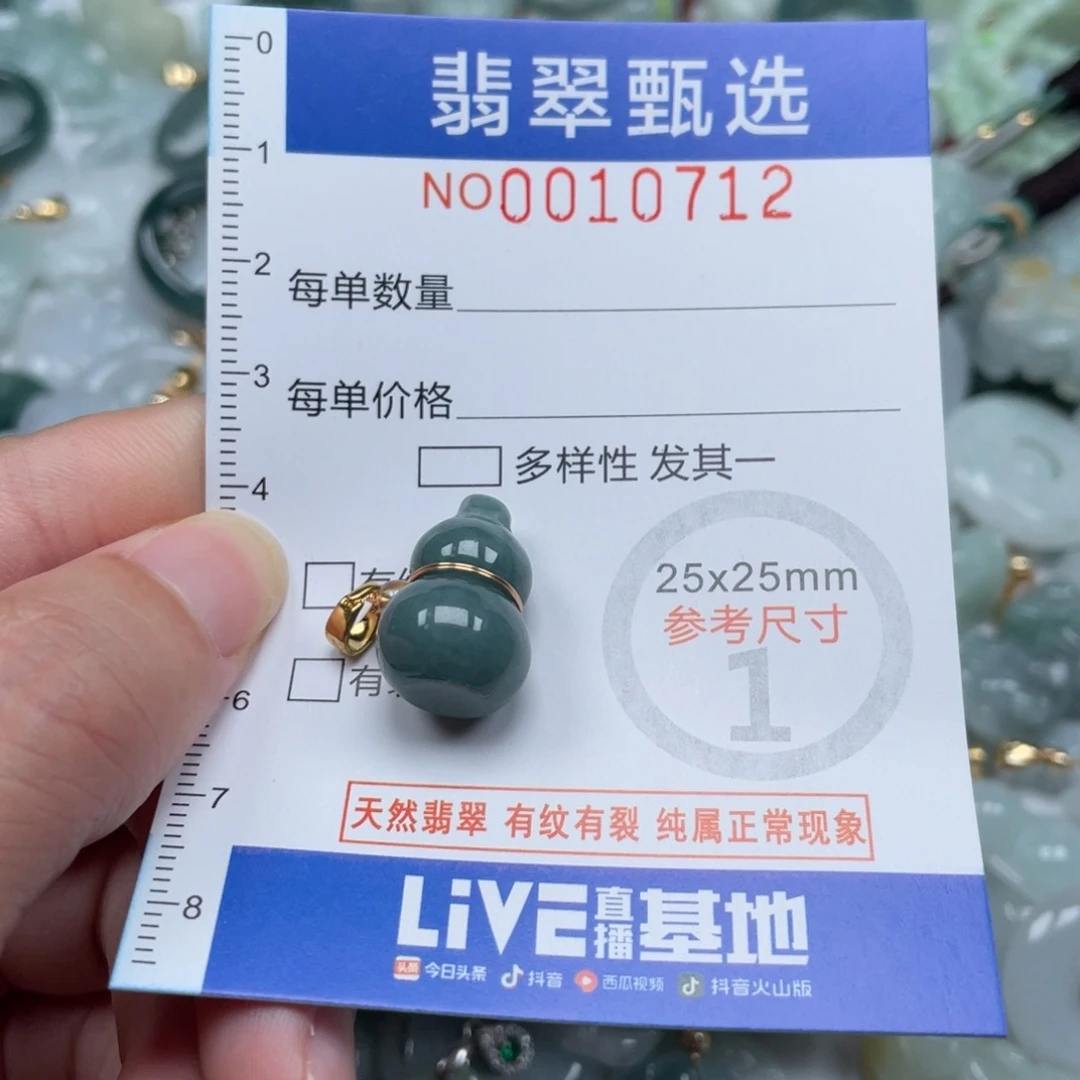 0
翡翠甄选
1
NO0010712
2
每单数量
3
每单价格
多样性 发其一
4
25x25mm
参考尺寸
1
有
有
6
7
天然翡翠 有纹有裂 纯属正常现象
8
LiVE直播基地
头条 今日头条 抖音 西瓜视频 抖音火山版